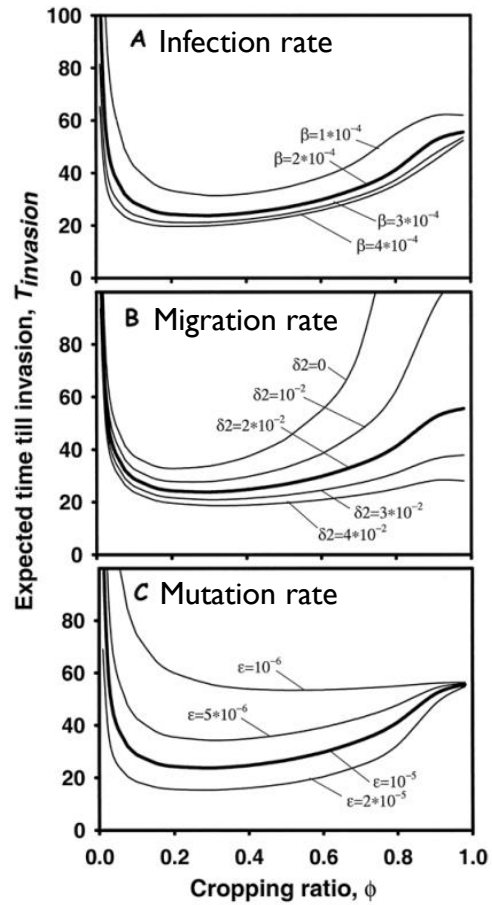 Expected time till invasion, Tinvasion
A Infection rate
100
80
60
40
20
0
β=1*10⁻⁴
β=2*10⁻⁴
β=3*10⁻⁴
β=4*10⁻⁴
B Migration rate
80
60
40
20
0
δ2=0
δ2=10⁻²
δ2=2*10⁻²
δ2=3*10⁻²
δ2=4*10⁻²
C Mutation rate
80
60
40
20
0
ε=10⁻⁶
ε=5*10⁻⁶
ε=10⁻⁵
ε=2*10⁻⁵
0.0 0.2 0.4 0.6 0.8 1.0
Cropping ratio, ϕ